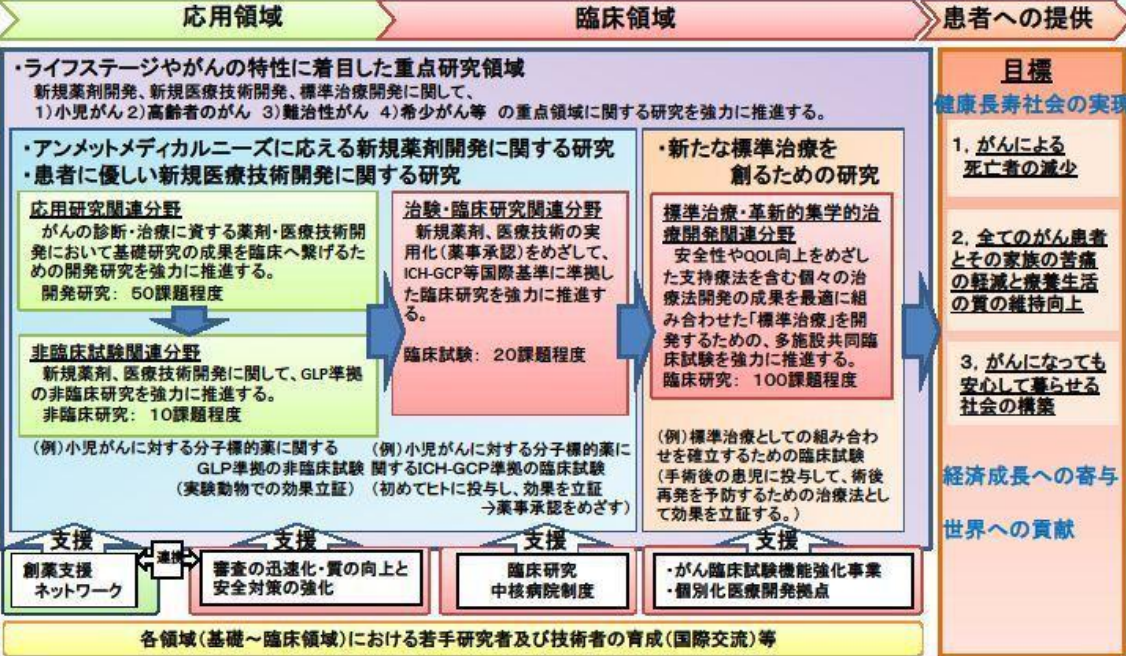 応用領域
臨床領域
患者への提供
・ライフステージやがんの特性に着目した重点研究領域
新規薬剤開発、新規医療技術開発、標準治療開発に関して、
1)小児がん 2)高齢者のがん 3)難治性がん 4)希少がん等 の重点領域に関する研究を強力に推進する。
・アンメットメディカルニーズに応える新規薬剤開発に関する研究
・患者に優しい新規医療技術開発に関する研究
応用研究関連分野
がんの診断・治療に資する薬剤・医療技術開
発において基礎研究の成果を臨床へ繋げるた
めの開発研究を強力に推進する。
開発研究: 50課題程度
非臨床試験関連分野
新規薬剤、医療技術開発に関して、GLP準拠
の非臨床研究を強力に推進する。
非臨床研究: 10課題程度
(例)小児がんに対する分子標的薬に関する
GLP準拠の非臨床試験
(実験動物での効果立証)
治験・臨床研究関連分野
新規薬剤、医療技術の実
用化(薬事承認)をめざして、
ICH-GCP等国際基準に準拠し
た臨床研究を強力に推進す
る。
臨床試験: 20課題程度
(例)小児がんに対する分子標的薬に
関するICH-GCP準拠の臨床試験
(初めてヒトに投与し、効果を立証
→薬事承認をめざす)
・新たな標準治療を
創るための研究
標準治療・革新的集学的治
療開発関連分野
安全性やQOL向上をめざし
た支持療法を含む個々の治
療法開発の成果を最適に組
み合わせた「標準治療」を開
発するための、多施設共同臨
床試験を強力に推進する。
臨床研究: 100課題程度
(例)標準治療としての組み合わ
せを確立するための臨床試験
(手術後の患児に投与して、術後
再発を予防するための治療法とし
て効果を立証する。)
目標
健康長寿社会の実現
1, がんによる
死亡者の減少
2, 全てのがん患者
とその家族の苦痛
の軽減と療養生活
の質の維持向上
3, がんになっても
安心して暮らせる
社会の構築
経済成長への寄与
世界への貢献
支援
支援
支援
支援
創薬支援
ネットワーク
連携
審査の迅速化・質の向上と
安全対策の強化
臨床研究
中核病院制度
・がん臨床試験機能強化事業
・個別化医療開発拠点
各領域(基礎～臨床領域)における若手研究者及び技術者の育成(国際交流)等